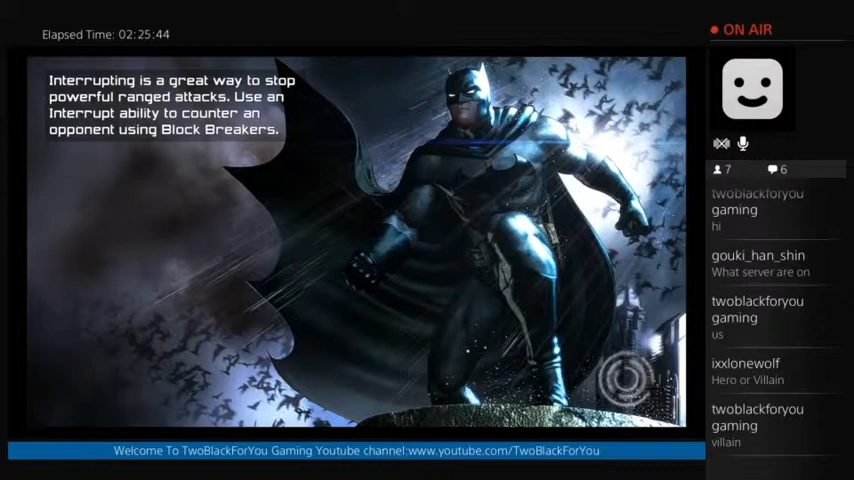 Elapsed Time: 02:25:44
ON AIR
Interrupting is a great way to stop
powerful ranged attacks. Use an
Interrupt ability to counter an
opponent using Block Breakers.
7
6
twoblackforyou
gaming
hi
gouki_han_shin
What server are on
twoblackforyou
gaming
us
ixxlonewolf
Hero or Villain
twoblackforyou
gaming
villain
Welcome To TwoBlackForYou Gaming Youtube channel:www.youtube.com/TwoBlackForYou